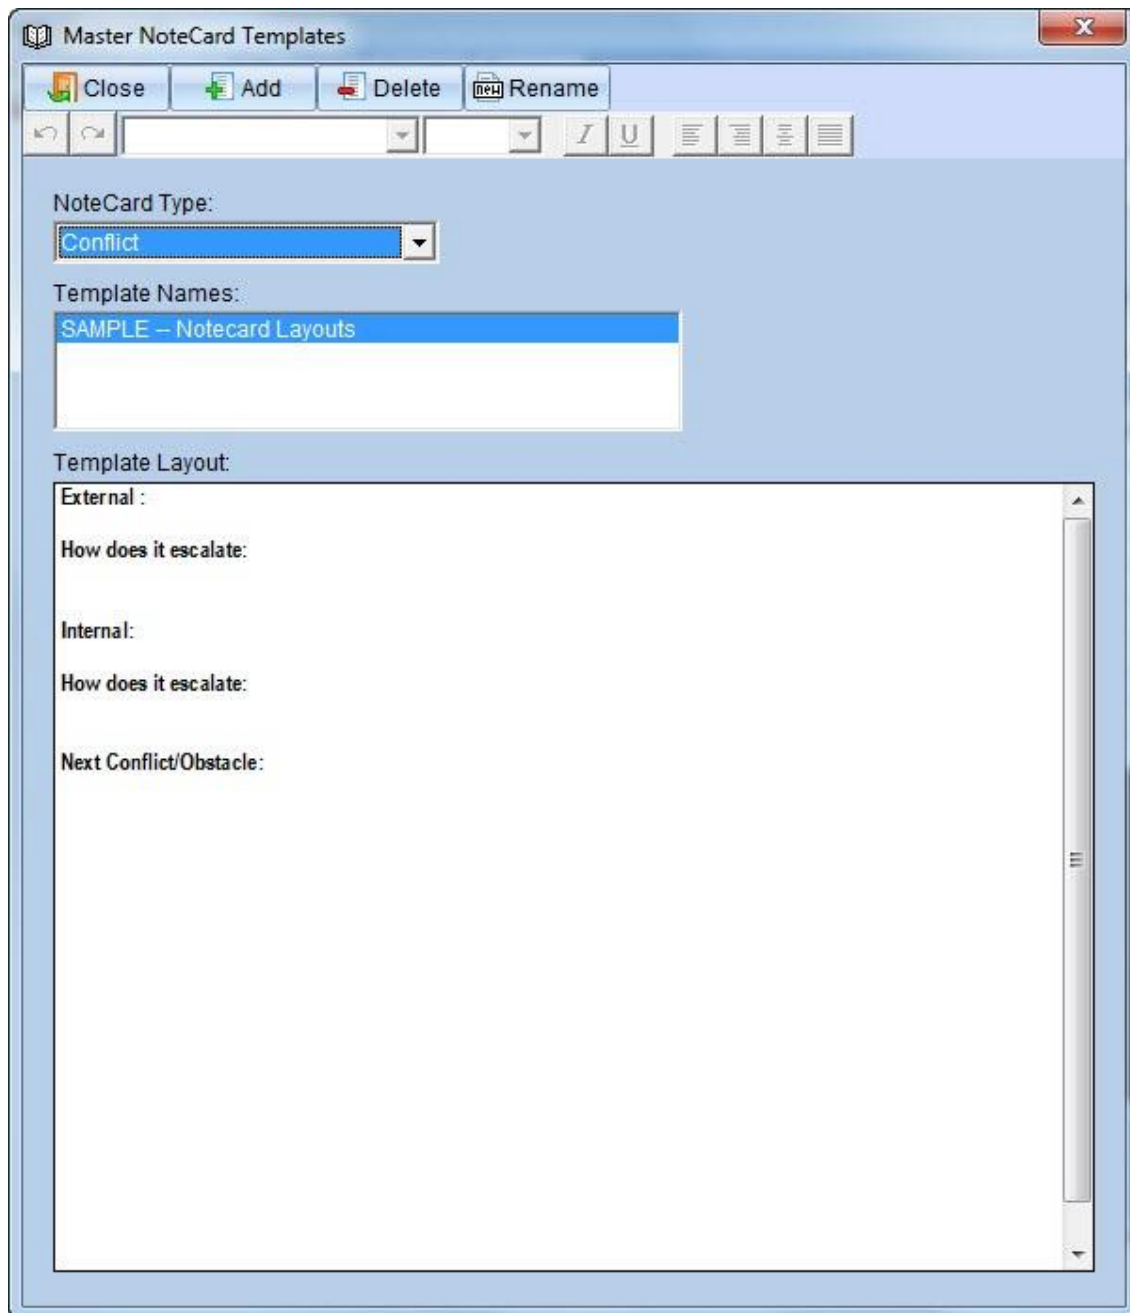 Master NoteCard Templates
Close Add Delete new Rename
I U
NoteCard Type:
Conflict
Template Names:
SAMPLE -- Notecard Layouts
Template Layout:
External :
How does it escalate:
Internal:
How does it escalate:
Next Conflict/Obstacle: